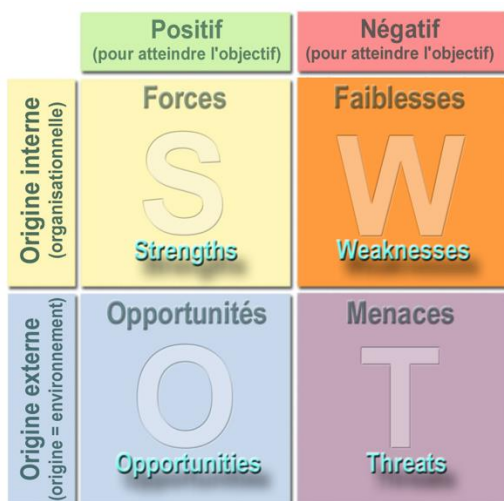 Positif
(pour atteindre l'objectif)
Négatif
(pour atteindre l'objectif)
Origine interne
(organisationnelle)
Forces
S
Strengths
Faiblesses
W
Weaknesses
Origine externe
(origine = environnement)
Opportunités
O
Opportunities
Menaces
T
Threats